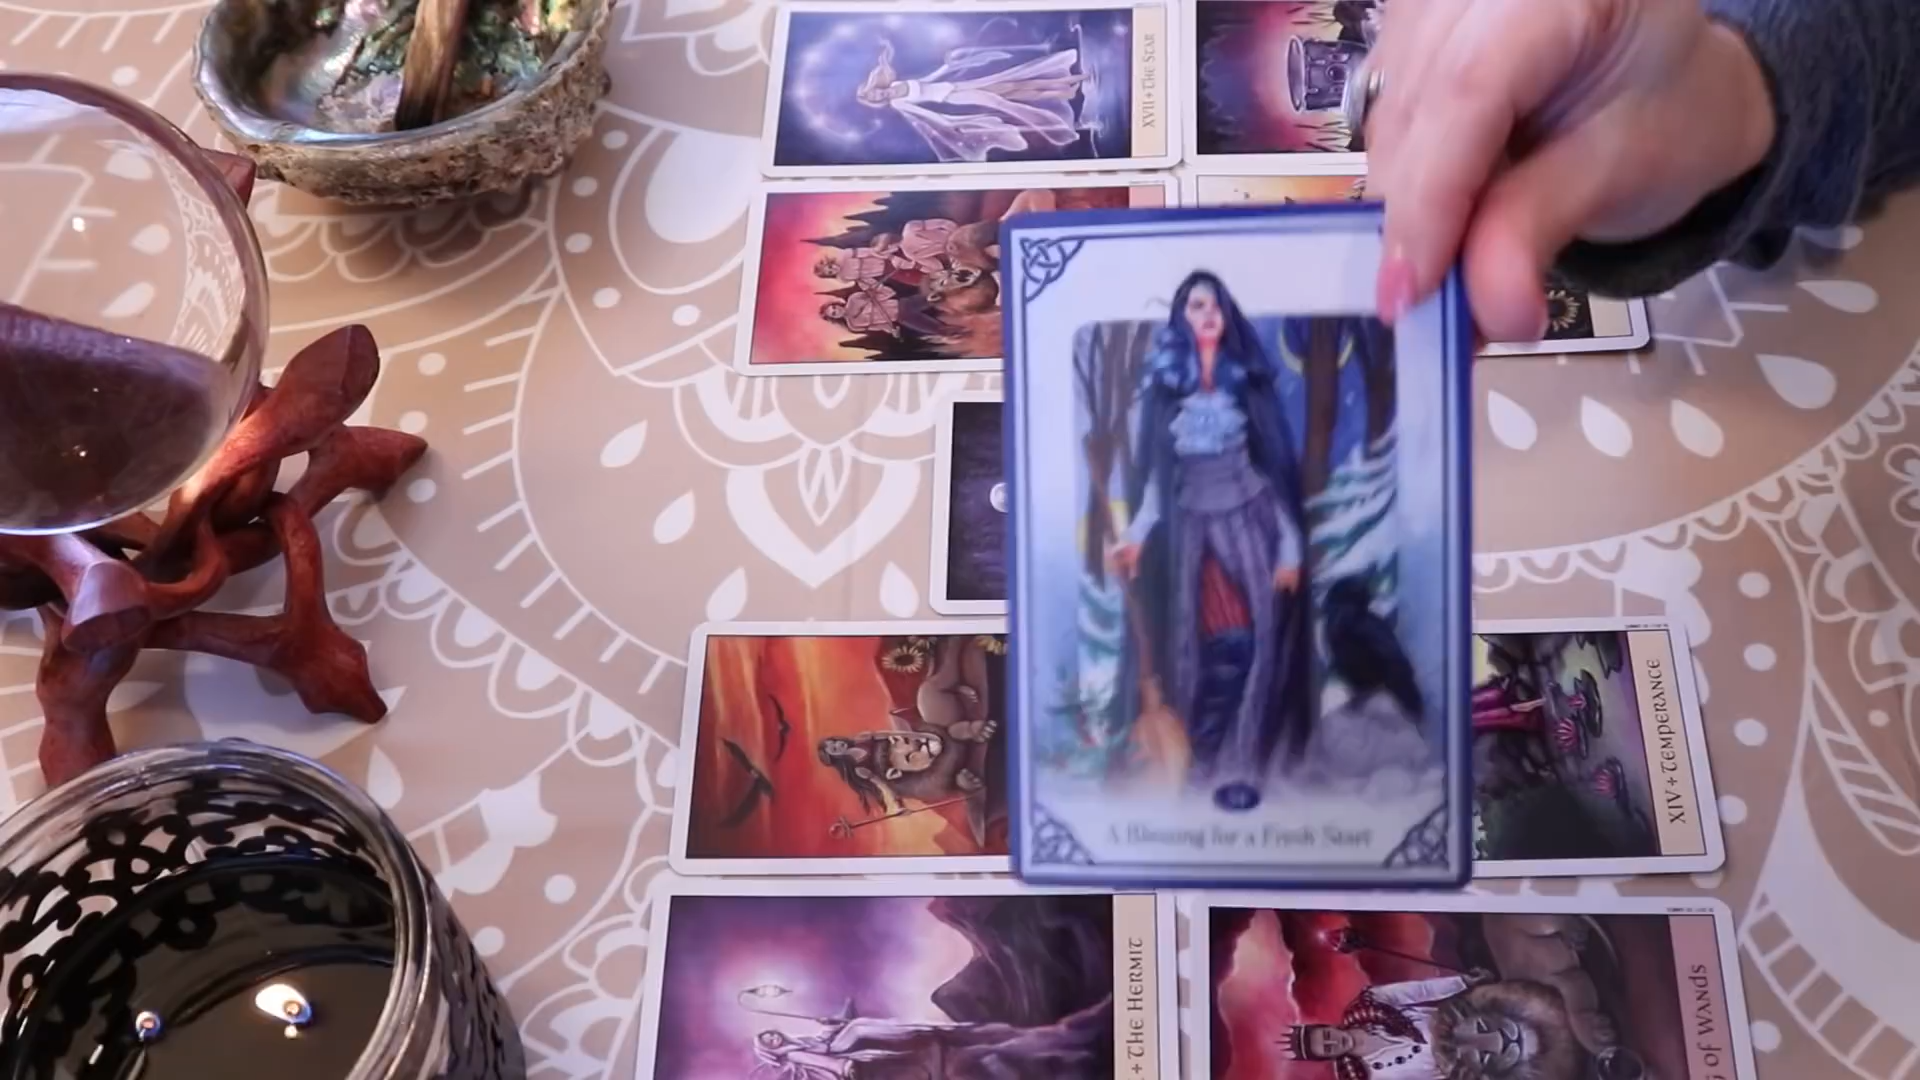 XVII + THE STAR
A Blessing for a Fresh Start
XIV + TEMPERANCE
+ THE HERMIT
OF WANDS